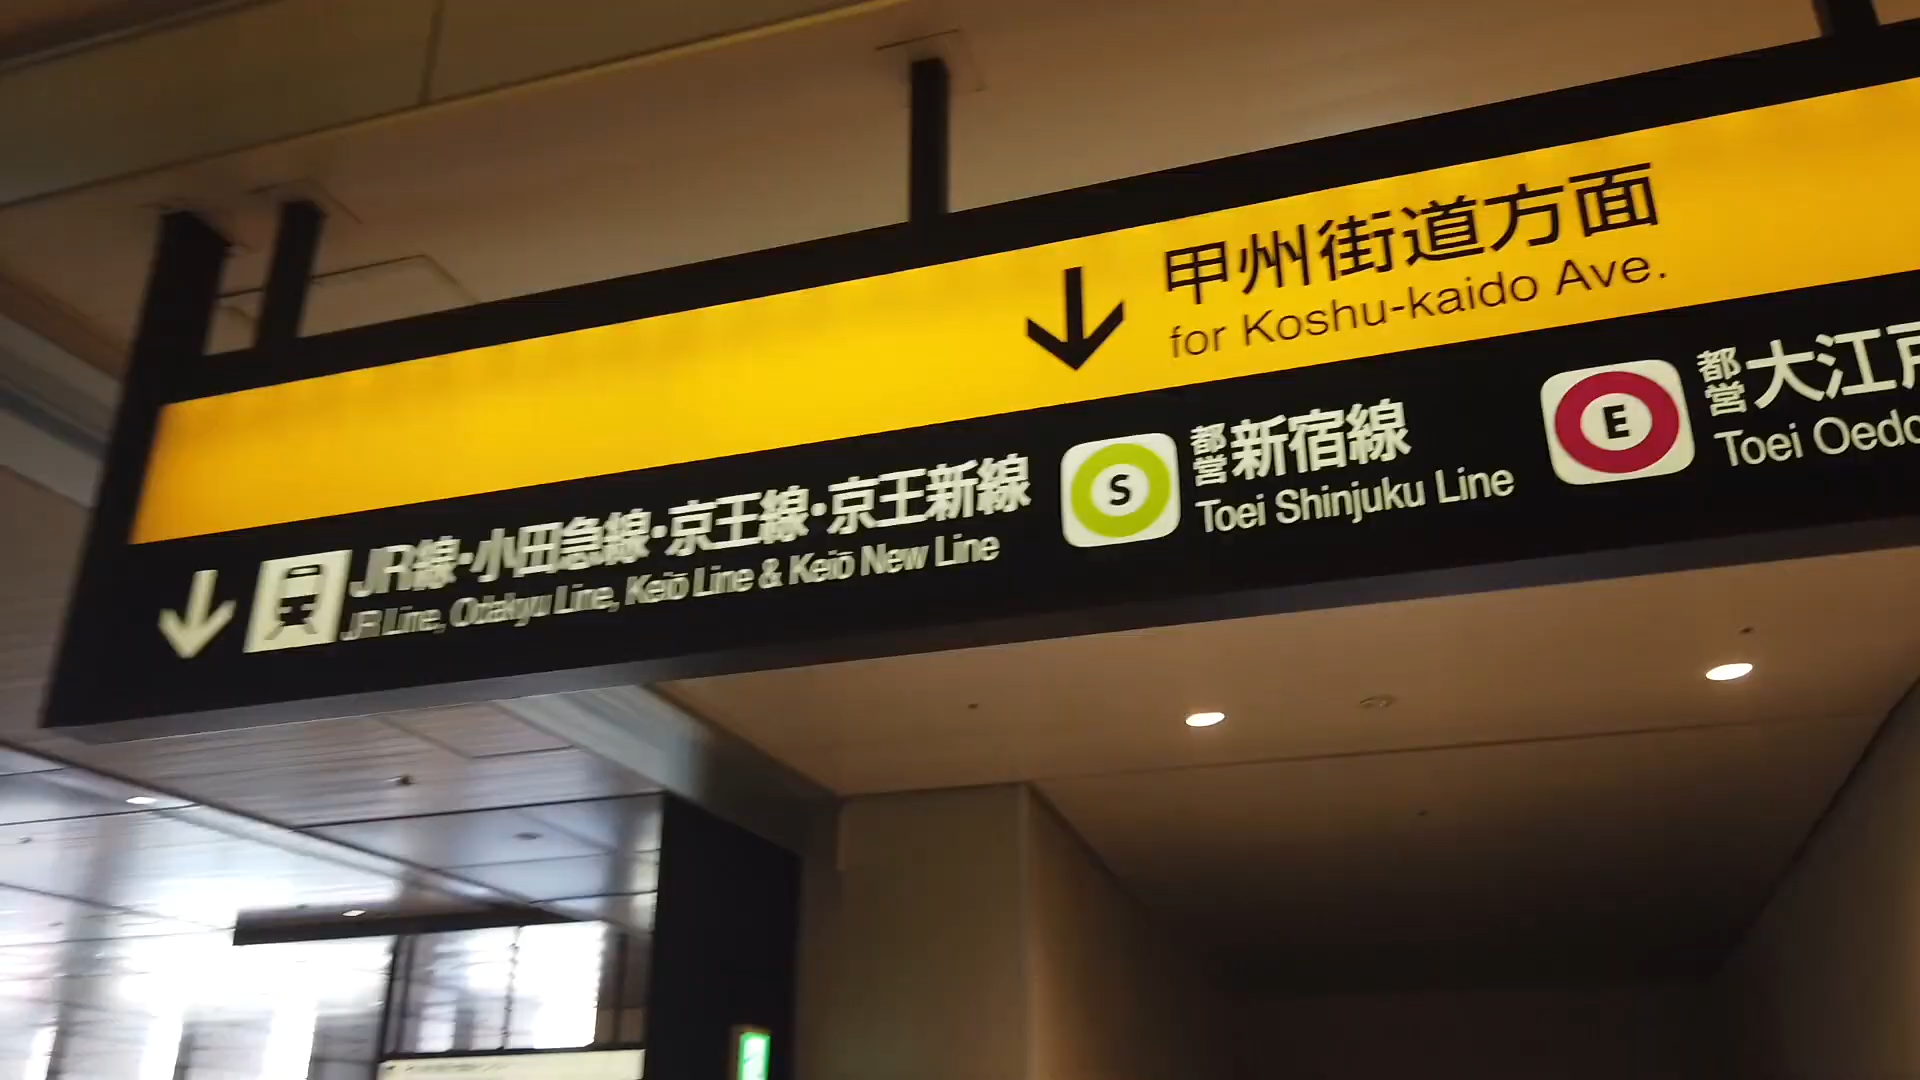 甲州街道方面
for Koshu-kaido Ave.
JR線・小田急線・京王線・京王新線
JR Line, Odakyu Line, Keiō Line & Keiō New Line
S
都営新宿線
Toei Shinjuku Line
E
都営大江戸
Toei Oedo